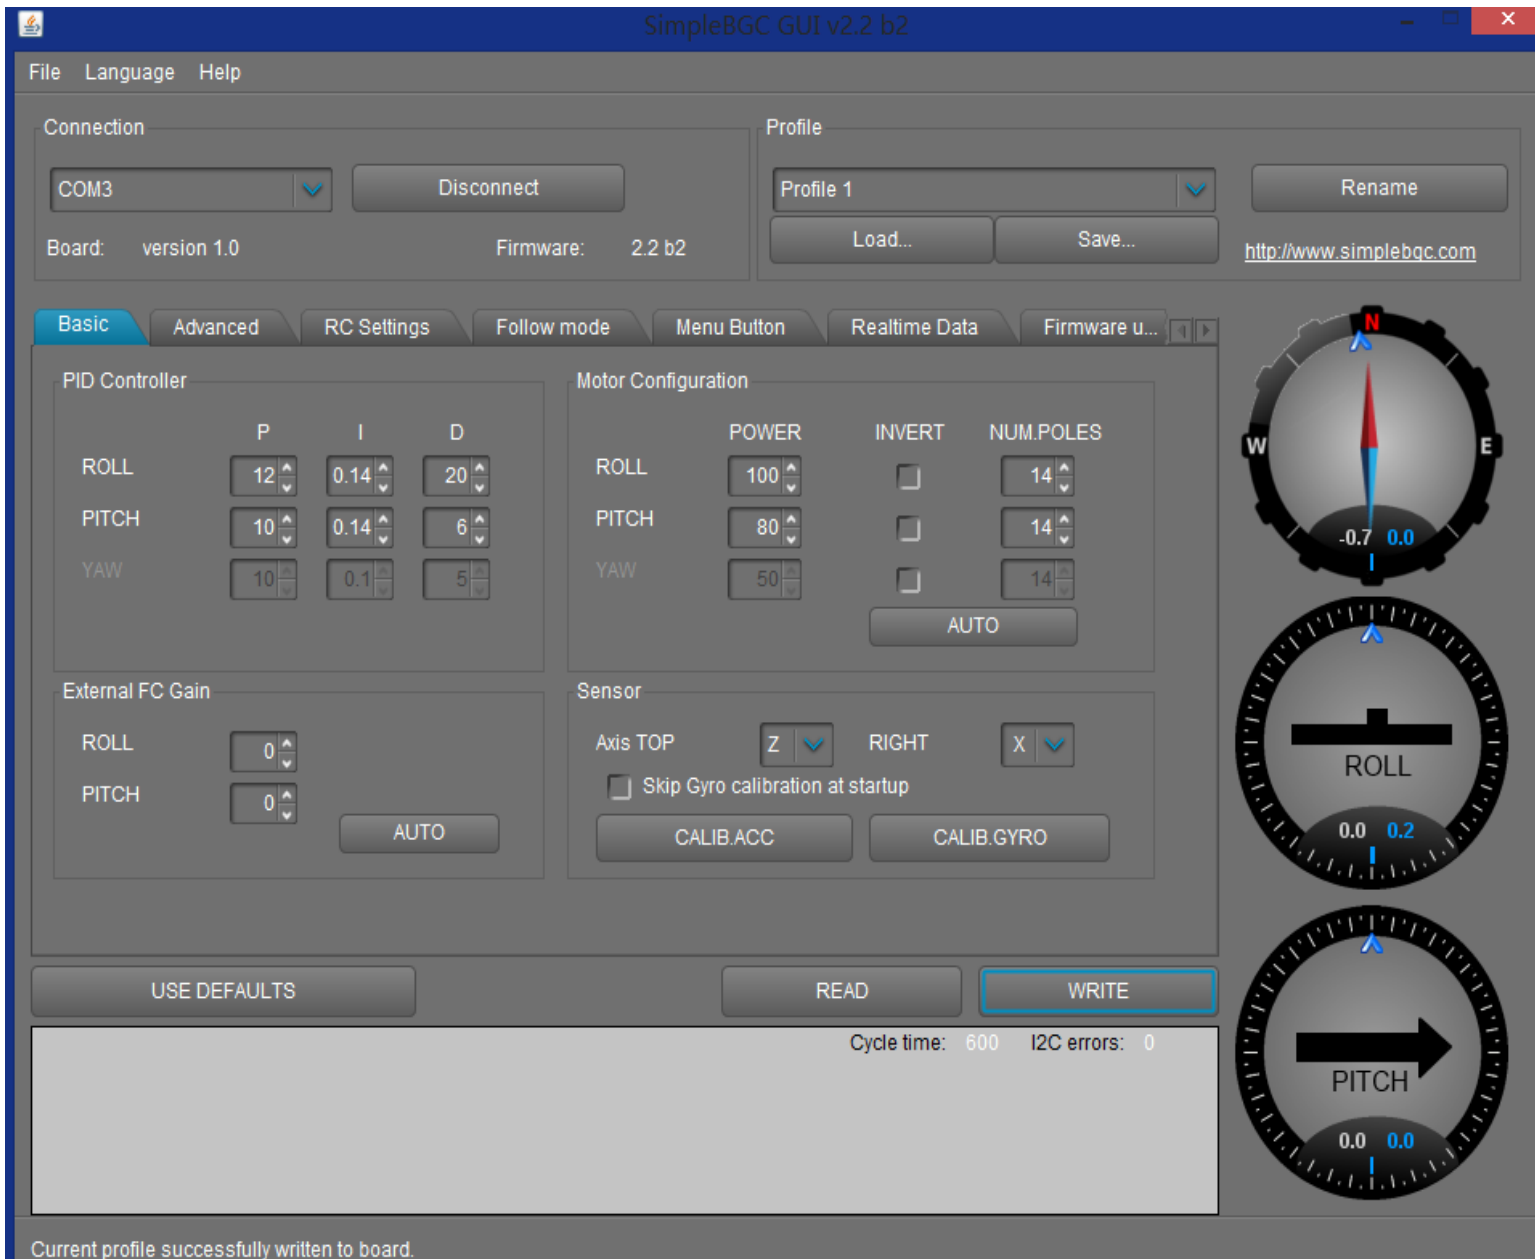 SimpleBGC GUI v2.2 b2
File Language Help
Connection
Profile
COM3 Disconnect
Profile 1 Rename
Load... Save...
Board: version 1.0 Firmware: 2.2 b2
http://www.simplebgc.com
Basic Advanced RC Settings Follow mode Menu Button Realtime Data Firmware u...
PID Controller
P I D
ROLL 12 0.14 20
PITCH 10 0.14 6
YAW 10 0.1 5
Motor Configuration
POWER INVERT NUM.POLES
ROLL 100 14
PITCH 80 14
YAW 50 14
AUTO
External FC Gain
ROLL 0
PITCH 0
AUTO
Sensor
Axis TOP Z RIGHT X
Skip Gyro calibration at startup
CALIB.ACC CALIB.GYRO
N
W E
-0.7 0.0
ROLL
0.0 0.2
PITCH
0.0 0.0
USE DEFAULTS READ WRITE
Cycle time: 600 I2C errors: 0
Current profile successfully written to board.